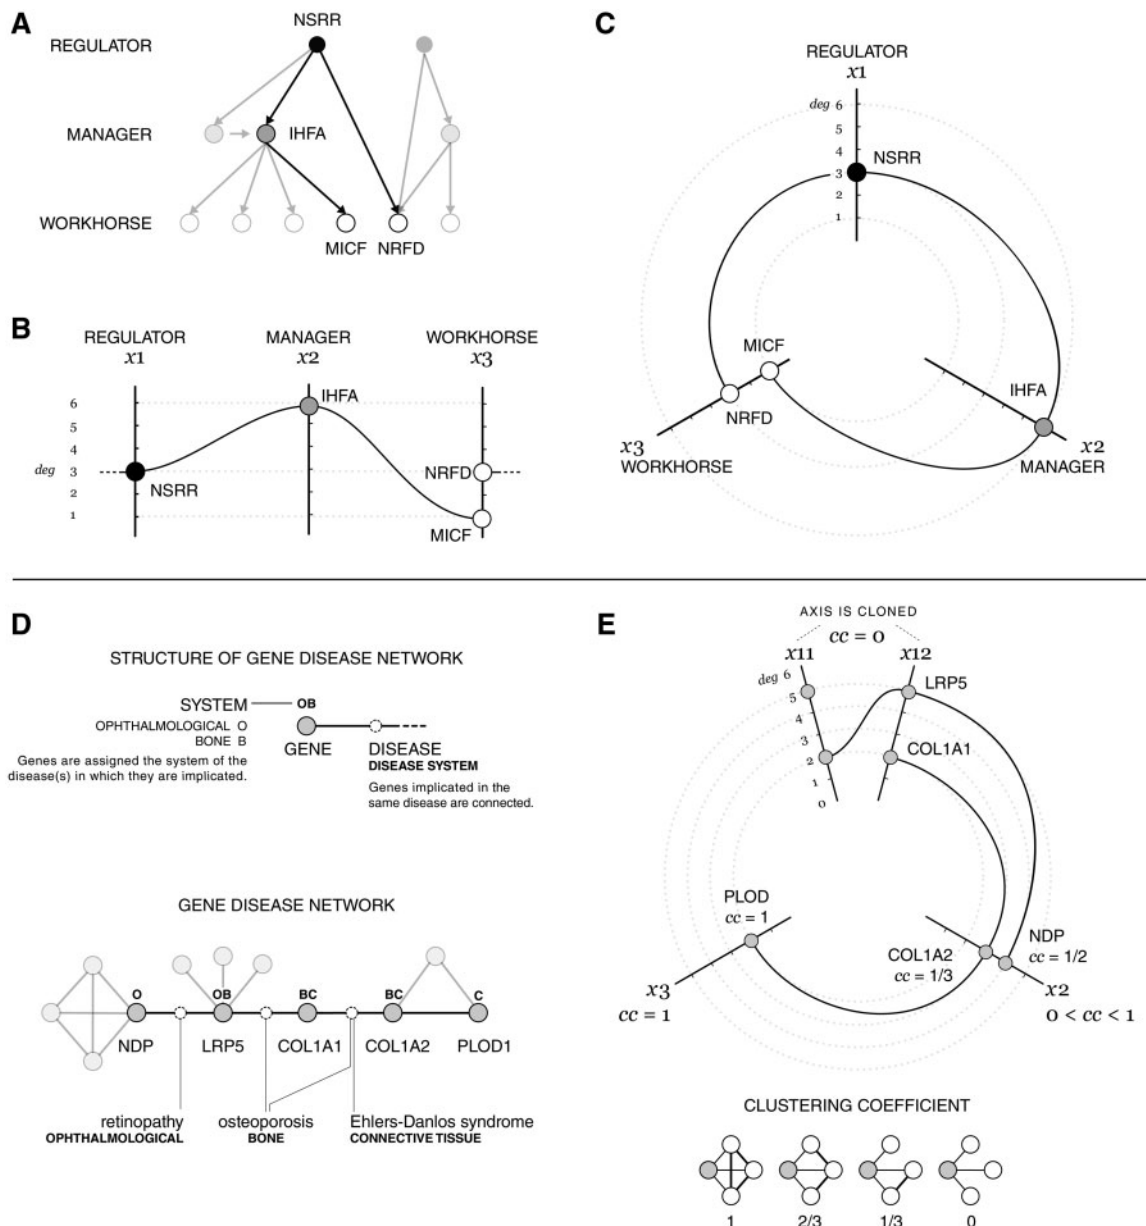 A
NSRR
REGULATOR
MANAGER
IHFA
WORKHORSE
MICF NRFD
B
REGULATOR MANAGER WORKHORSE
x1 x2 x3
6
5
4
deg 3
2
1
IHFA
NRFD
NSRR
MICF
C
REGULATOR
x1
deg 6
5
4
3
2
1
NSRR
MICF
NRFD
IHFA
x3
WORKHORSE
x2
MANAGER
D
STRUCTURE OF GENE DISEASE NETWORK
SYSTEM OB
OPHTHALMOLOGICAL O
BONE B
GENE DISEASE
DISEASE SYSTEM
Genes are assigned the system of the
disease(s) in which they are implicated.
Genes implicated in the
same disease are connected.
GENE DISEASE NETWORK
O OB BC BC C
NDP LRP5 COL1A1 COL1A2 PLOD1
retinopathy osteoporosis Ehlers-Danlos syndrome
OPHTHALMOLOGICAL BONE CONNECTIVE TISSUE
E
AXIS IS CLONED
cc = 0
x11 x12
deg 6
5
4
3
2
1
0
LRP5
COL1A1
PLOD
cc = 1
COL1A2
cc = 1/3
NDP
cc = 1/2
x3
cc = 1
x2
0 < cc < 1
CLUSTERING COEFFICIENT
1 2/3 1/3 0